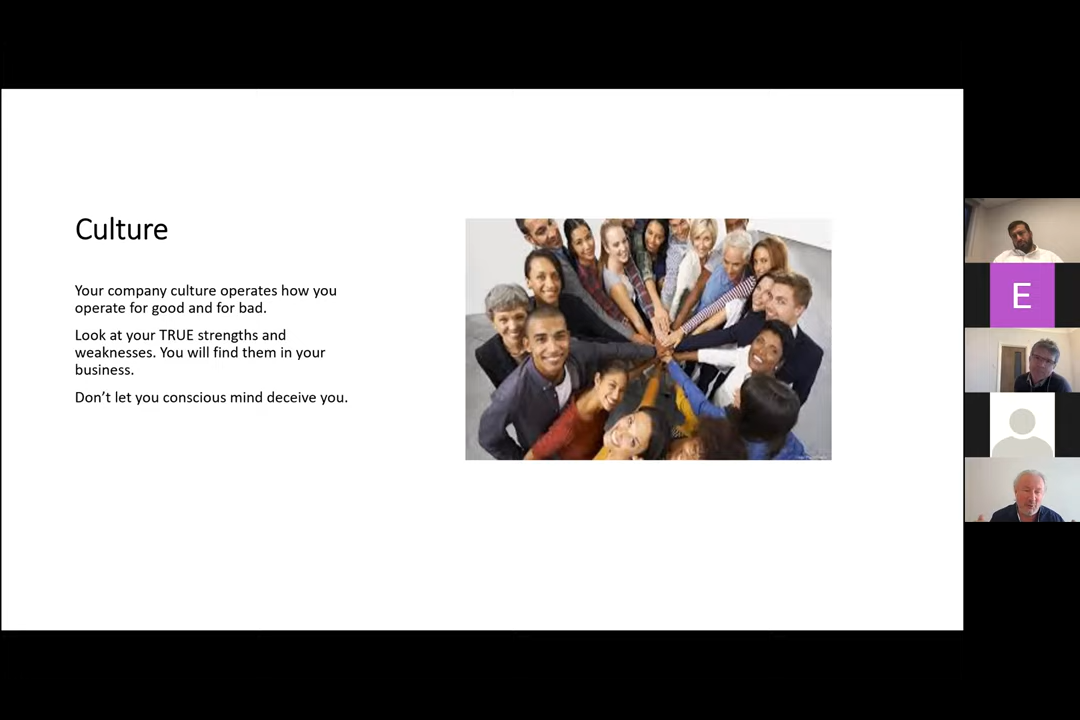 Culture
Your company culture operates how you
operate for good and for bad.
Look at your TRUE strengths and
weaknesses. You will find them in your
business.
Don’t let you conscious mind deceive you.
E